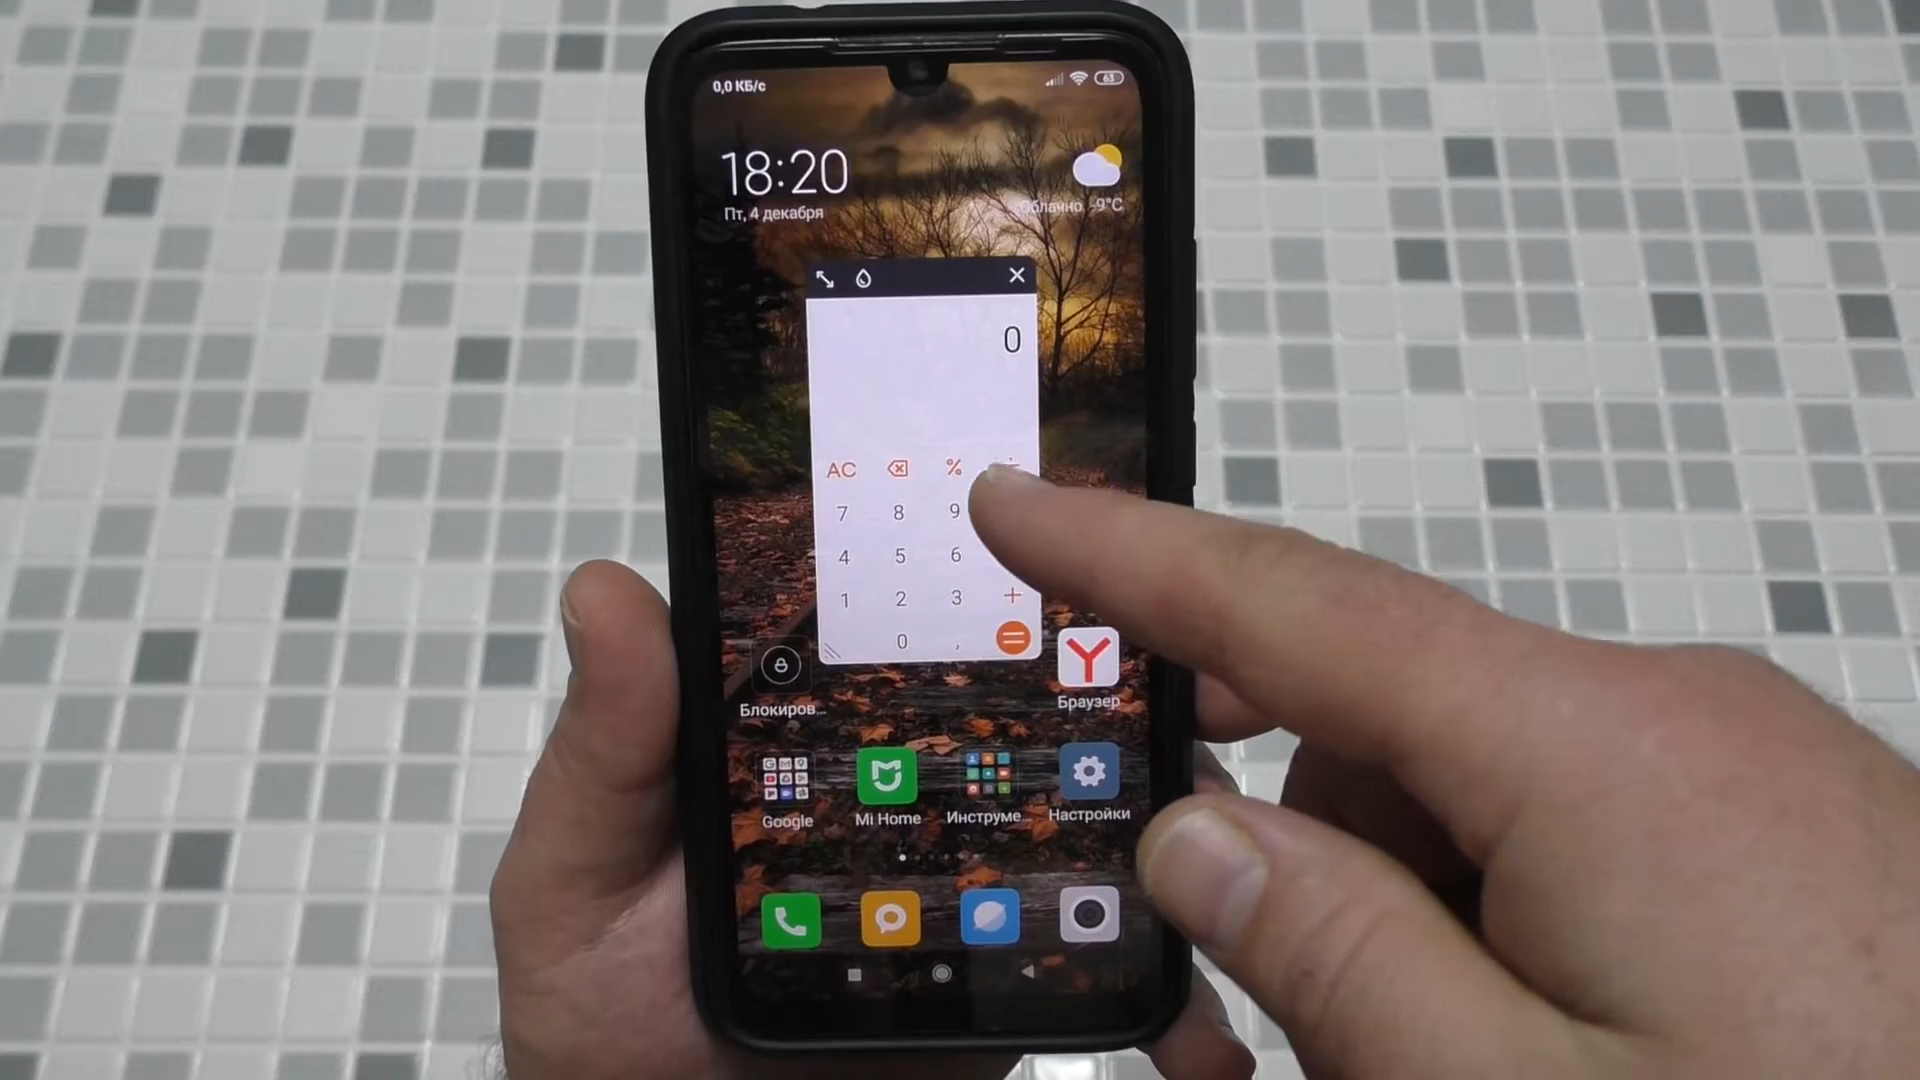 0,0 КБ/с
63
18:20
Пт, 4 декабря
Облачно -9°C
0
AC %
7 8 9
4 5 6
1 2 3 +
0 , =
Блокиров...
Браузер
Google Mi Home Инструме... Настройки